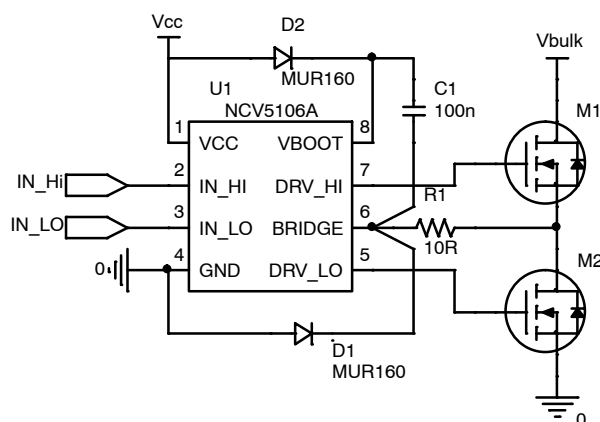 Vcc
D2
MUR160
Vbulk
U1
NCV5106A
C1
100n
M1
1
VCC
VBOOT
8
IN_Hi
2
IN_HI
DRV_HI
7
R1
IN_LO
3
IN_LO
BRIDGE
6
10R
0
4
GND
DRV_LO
5
M2
D1
MUR160
0